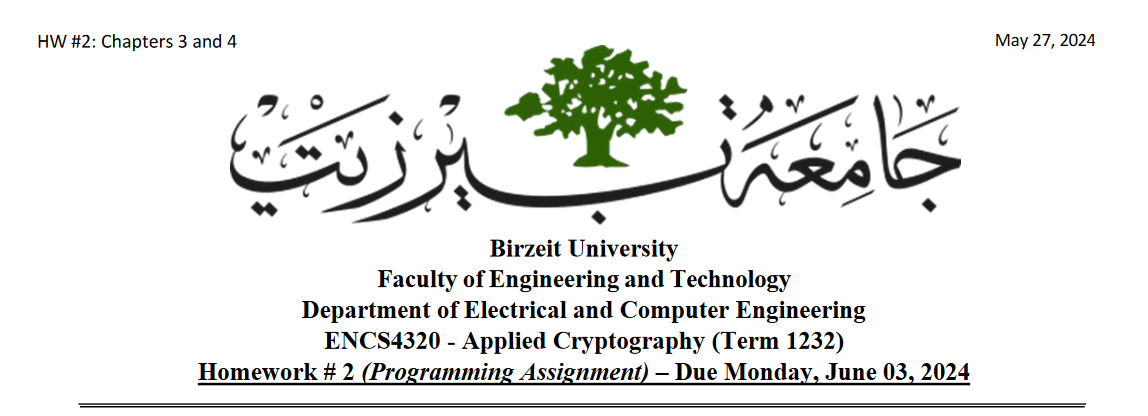 HW #2: Chapters 3 and 4
May 27, 2024
جَامِعَة بيرزيت
Birzeit University
Faculty of Engineering and Technology
Department of Electrical and Computer Engineering
ENCS4320 - Applied Cryptography (Term 1232)
Homework # 2 (Programming Assignment) – Due Monday, June 03, 2024